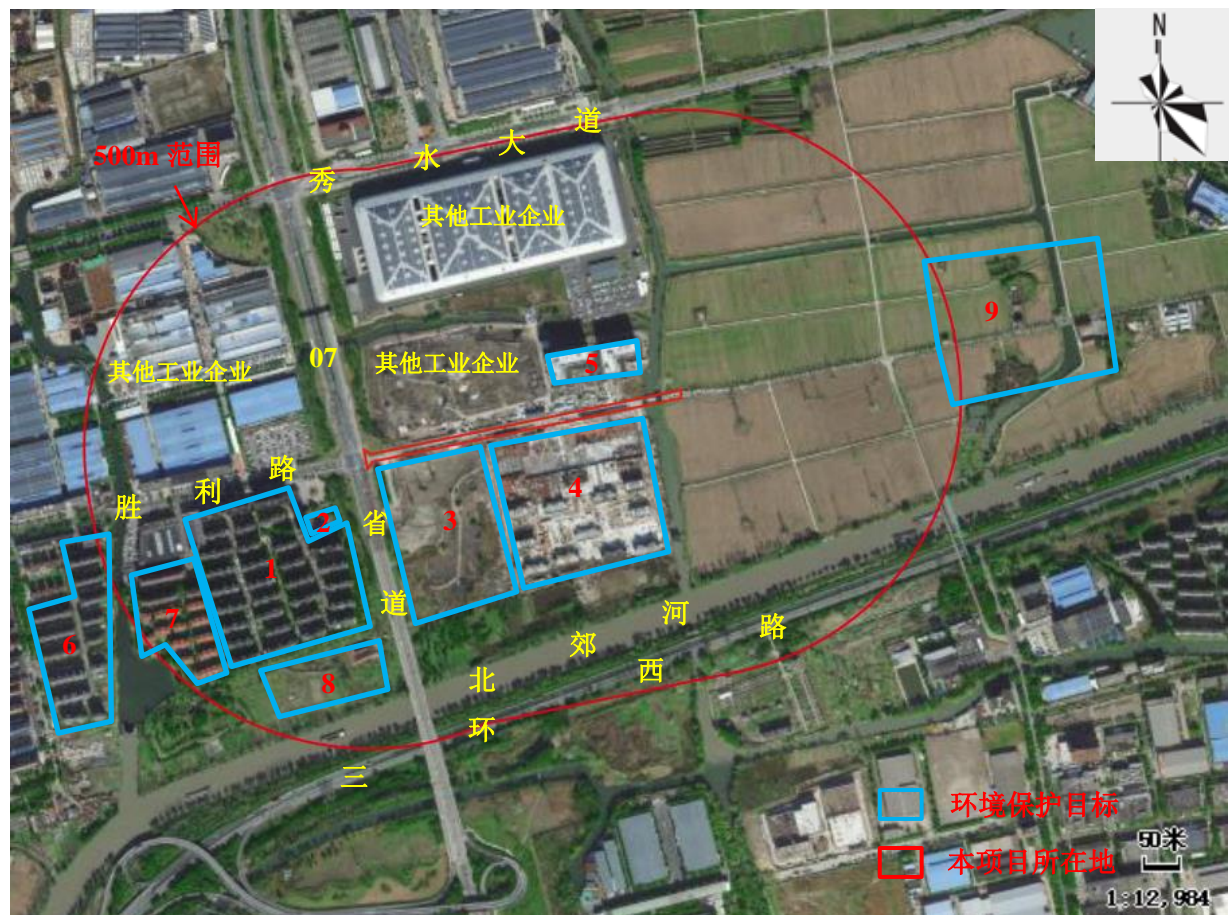 N
500m 范围
秀水大道
其他工业企业
其他工业企业
07
其他工业企业
5
9
胜利路
省道
1
2
3
4
6
7
8
北郊河
三环西路
环境保护目标
本项目所在地
50米
1:12,984